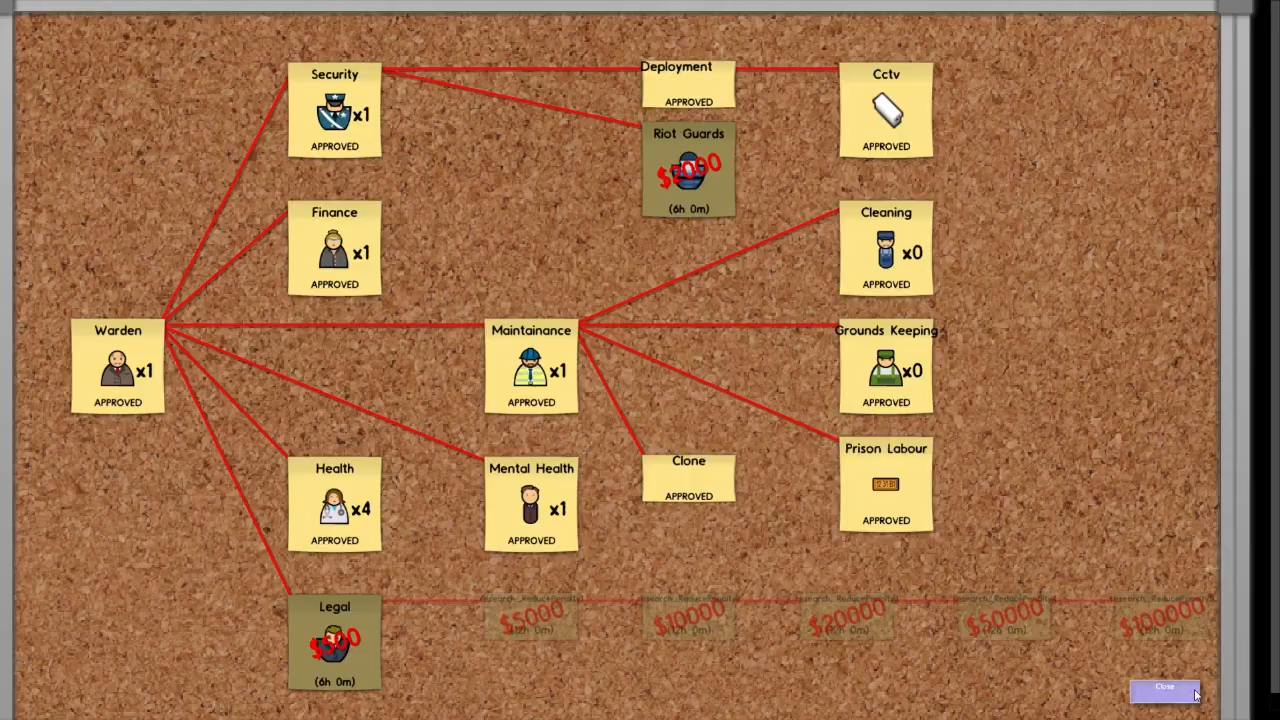 Security
x1
APPROVED
Deployment
APPROVED
Cctv
APPROVED
Riot Guards
$2000
(6h 0m)
Finance
x1
APPROVED
Cleaning
x0
APPROVED
Warden
x1
APPROVED
Maintainance
x1
APPROVED
Grounds Keeping
x0
APPROVED
Health
x4
APPROVED
Mental Health
x1
APPROVED
Clone
APPROVED
Prison Labour
APPROVED
Legal
$500
(6h 0m)
$5000
$10000
$20000
$50000
$100000
Close